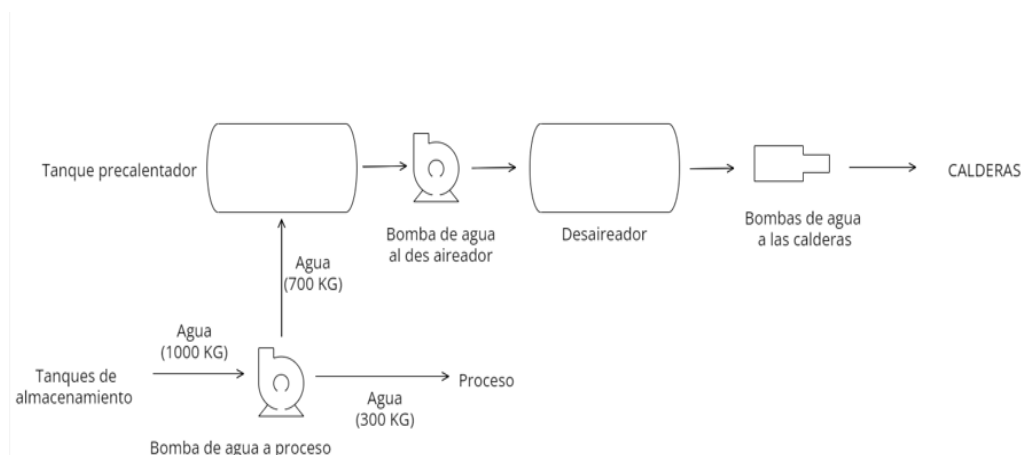 Tanque precalentador
Bomba de agua
al des aireador
Desaireador
Bombas de agua
a las calderas
CALDERAS
Agua
(700 KG)
Agua
(1000 KG)
Tanques de
almacenamiento
Proceso
Agua
(300 KG)
Bomba de agua a proceso